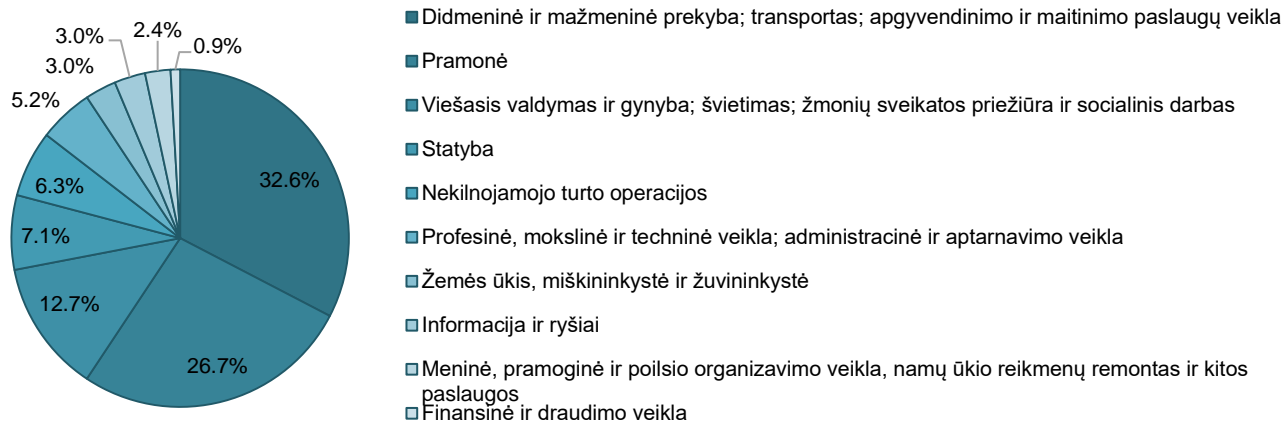 3.0%
2.4%
0.9%
3.0%
5.2%
32.6%
6.3%
7.1%
12.7%
26.7%
Didmeninė ir mažmeninė prekyba; transportas; apgyvendinimo ir maitinimo paslaugų veikla
Pramonė
Viešasis valdymas ir gynyba; švietimas; žmonių sveikatos priežiūra ir socialinis darbas
Statyba
Nekilnojamojo turto operacijos
Profesinė, mokslinė ir techninė veikla; administracinė ir aptarnavimo veikla
Žemės ūkis, miškininkystė ir žuvininkystė
Informacija ir ryšiai
Meninė, pramoginė ir poilsio organizavimo veikla, namų ūkio reikmenų remontas ir kitos
paslaugos
Finansinė ir draudimo veikla